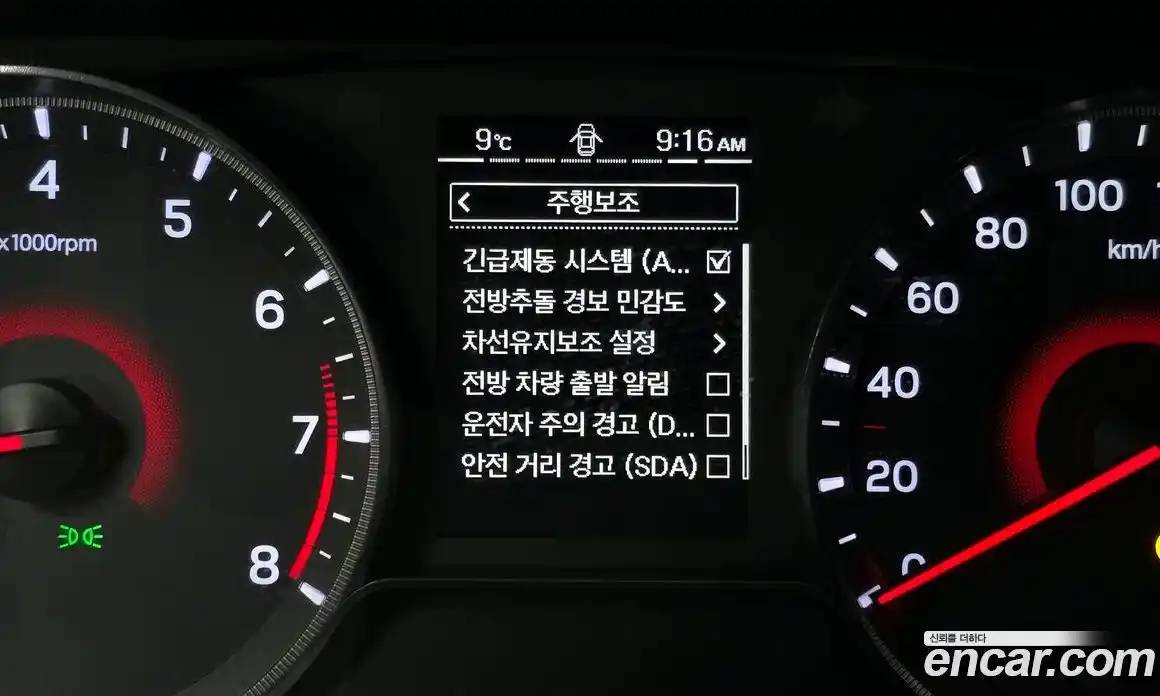 9°C 9:16 AM
< 주행보조
긴급제동 시스템 (A... ☑
전방추돌 경보 민감도 >
차선유지보조 설정 >
전방 차량 출발 알림 □
운전자 주의 경고 (D... □
안전 거리 경고 (SDA) □
4
5
6
7
8
x1000rpm
100
80
60
40
20
0
km/h
신뢰를 더하다
encar.com